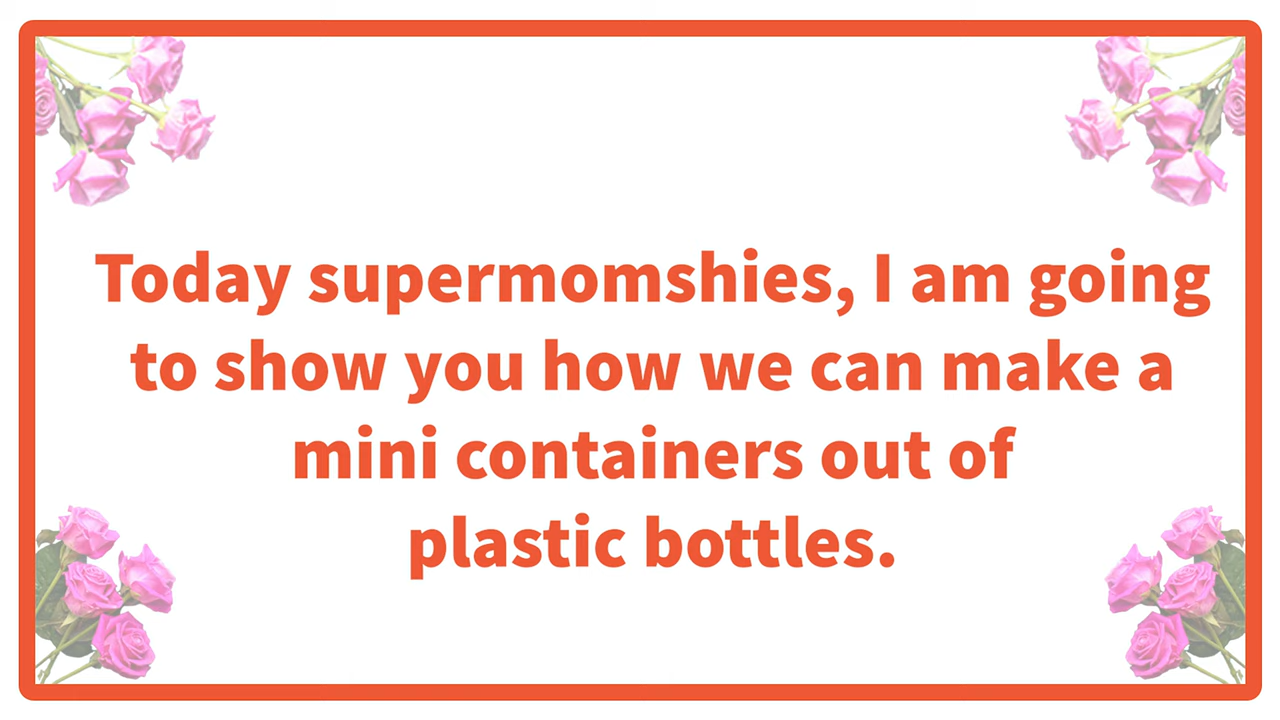 Today supermomshies, I am going
to show you how we can make a
mini containers out of
plastic bottles.